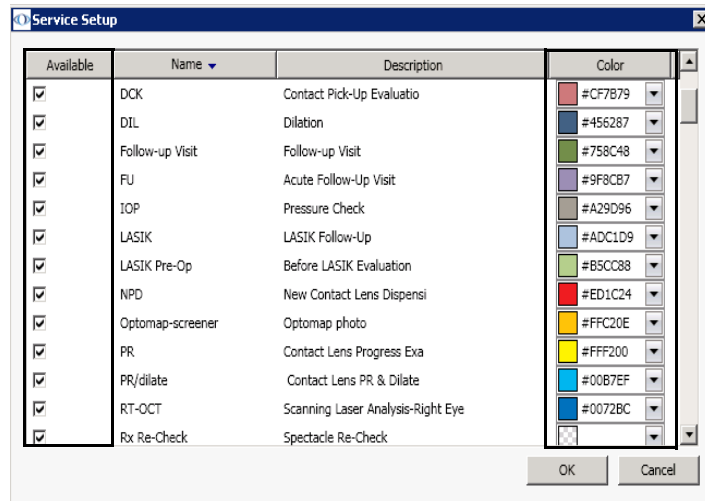 Service Setup
Available Name Description Color
DCK Contact Pick-Up Evaluatio #CF7B79
DIL Dilation #456287
Follow-up Visit Follow-up Visit #758C48
FU Acute Follow-Up Visit #9F8CB7
IOP Pressure Check #A29D96
LASIK LASIK Follow-Up #ADC1D9
LASIK Pre-Op Before LASIK Evaluation #B5CC88
NPD New Contact Lens Dispensi #ED1C24
Optomap-screener Optomap photo #FFC20E
PR Contact Lens Progress Exa #FFF200
PR/dilate Contact Lens PR & Dilate #00B7EF
RT-OCT Scanning Laser Analysis-Right Eye #0072BC
Rx Re-Check Spectacle Re-Check
OK Cancel